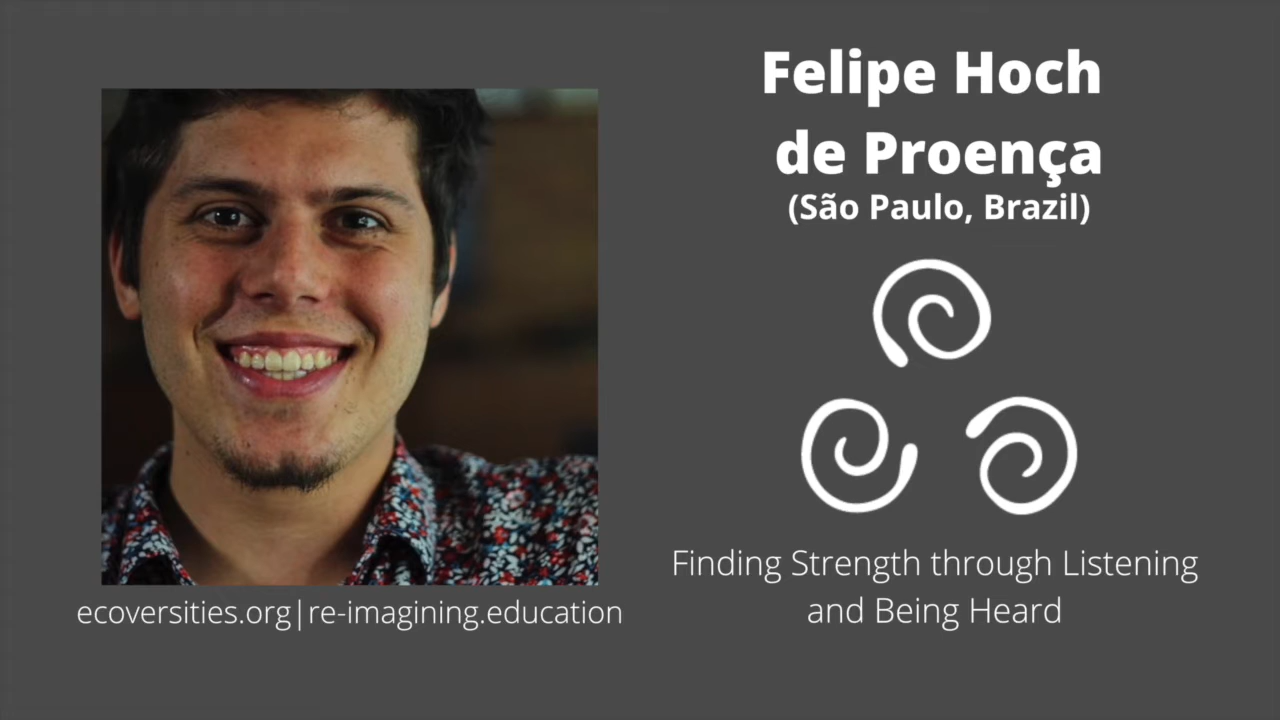 Felipe Hoch
de Proença
(São Paulo, Brazil)
Finding Strength through Listening
and Being Heard
ecoversities.org|re-imagining.education